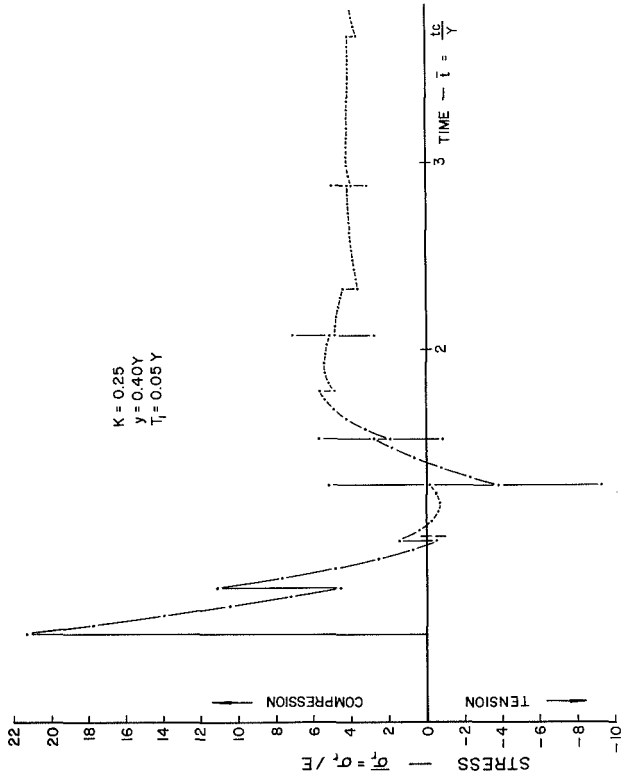 22
20
18
16
14
12
10
8
6
4
2
0
-2
-4
-6
-8
-10
STRESS — σ̅r = σr / E
COMPRESSION
TENSION
K = 0.25
y = 0.40Y
T₁ = 0.05Y
2
3
TIME — t̅ = tc/Y